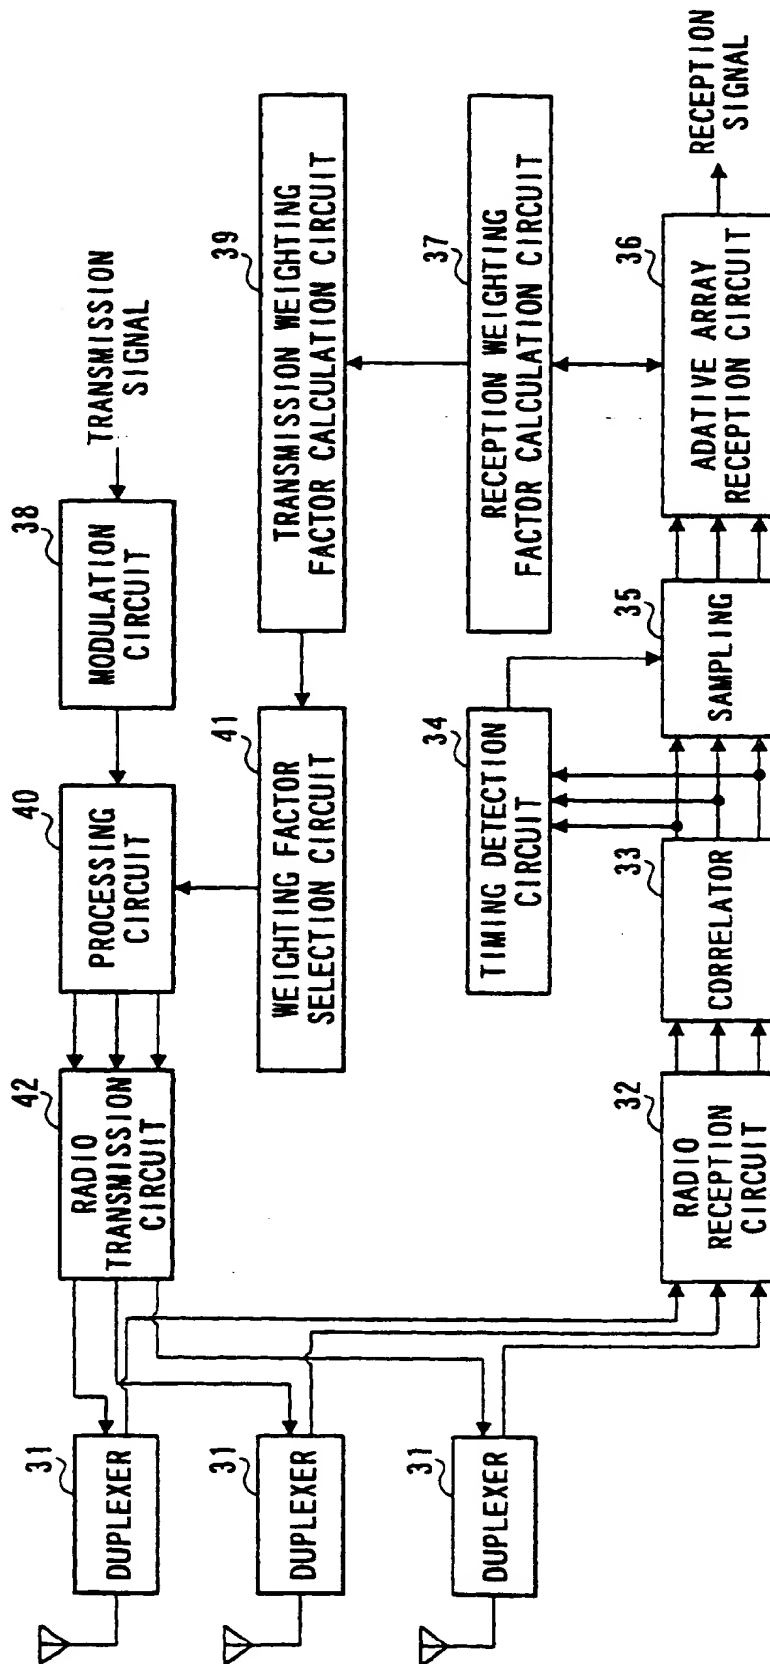 31
DUPLEXER
31
DUPLEXER
31
DUPLEXER
42
RADIO
TRANSMISSION
CIRCUIT
40
PROCESSING
CIRCUIT
38
MODULATION
CIRCUIT
TRANSMISSION
SIGNAL
41
WEIGHTING FACTOR
SELECTION CIRCUIT
39
TRANSMISSION WEIGHTING
FACTOR CALCULATION CIRCUIT
34
TIMING DETECTION
CIRCUIT
37
RECEPTION WEIGHTING
FACTOR CALCULATION CIRCUIT
32
RADIO
RECEPTION
CIRCUIT
33
CORRELATOR
35
SAMPLING
36
ADATIVE ARRAY
RECEPTION CIRCUIT
RECEPTION
SIGNAL